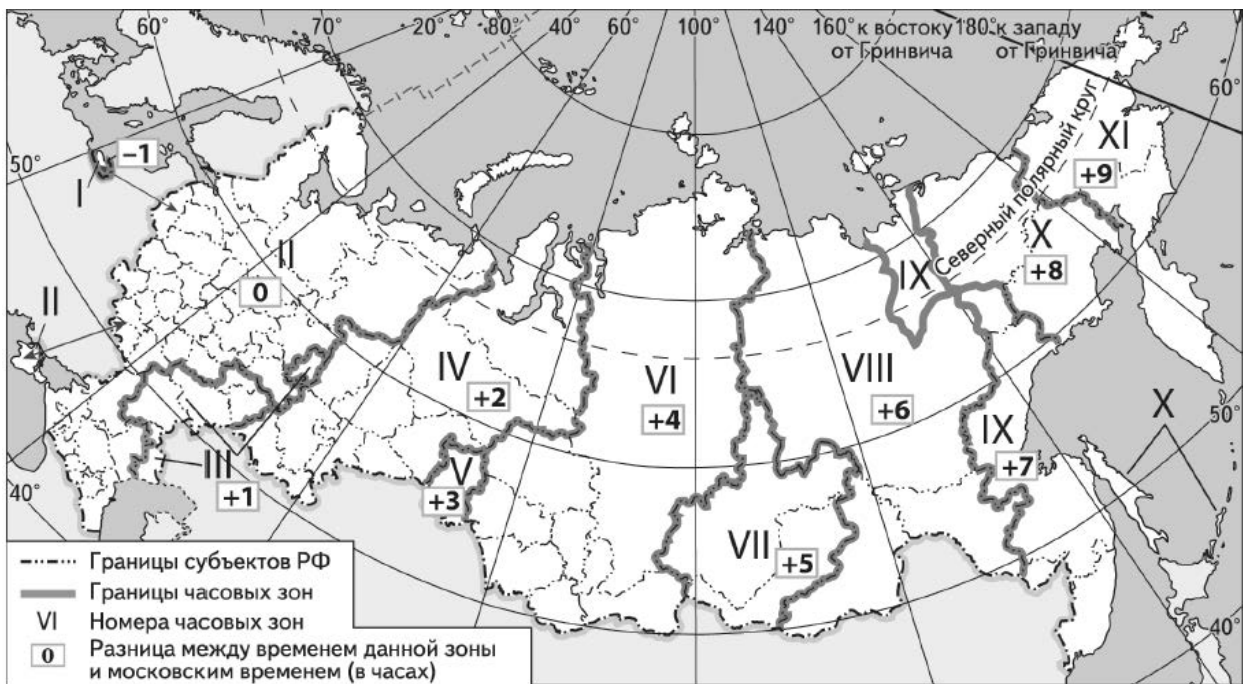 60° 70° 80° 60° 40° 60° 100° 140° 160° к востоку от Гринвича
180° к западу от Гринвича
60°
50°
–1
I
Северный полярный круг
XI
+9
II
0
X
+8
II
IX
IV
+2
VI
+4
VIII
+6
50°
X
III
+1
V
+3
IX
+7
40°
VII
+5
40°
Границы субъектов РФ
Границы часовых зон
VI Номера часовых зон
0 Разница между временем данной зоны
и московским временем (в часах)